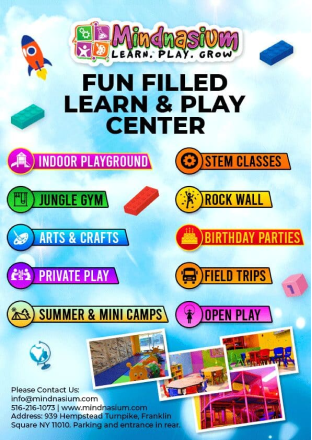 Mindnasium
LEARN. PLAY. GROW
FUN FILLED
LEARN & PLAY
CENTER
INDOOR PLAYGROUND
STEM CLASSES
JUNGLE GYM
ROCK WALL
ARTS & CRAFTS
BIRTHDAY PARTIES
PRIVATE PLAY
FIELD TRIPS
SUMMER & MINI CAMPS
OPEN PLAY
Please Contact Us:
info@mindnasium.com
516-216-1073 | www.mindnasium.com
Address: 939 Hempstead Turnpike, Franklin
Square NY 11010. Parking and entrance in rear.